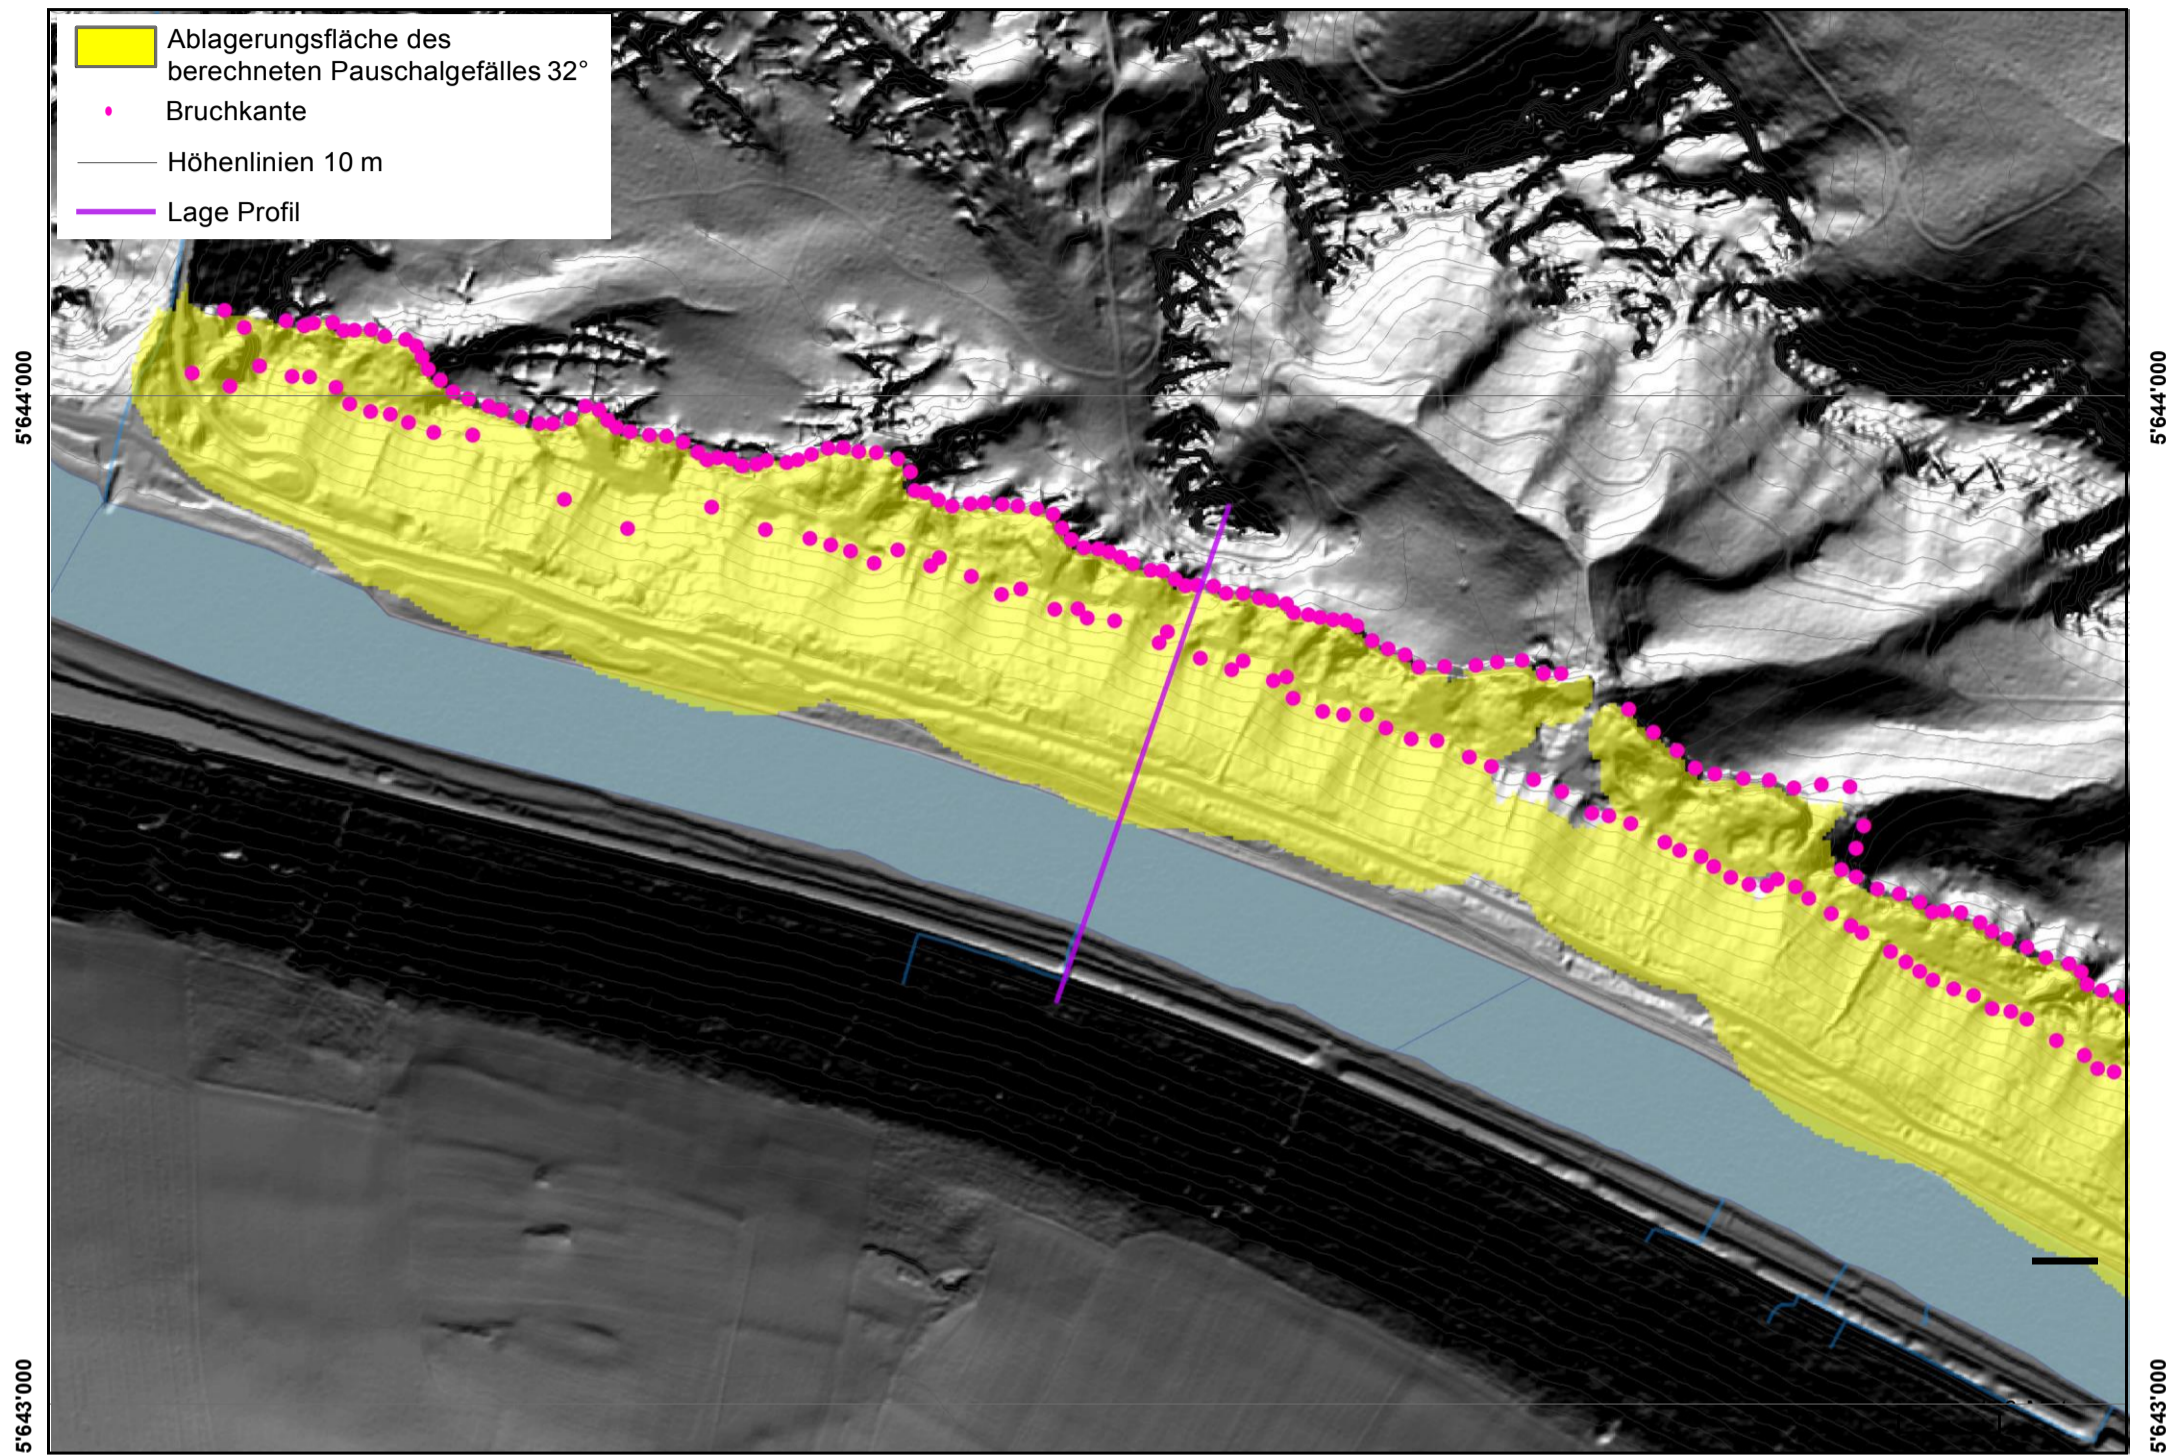 Ablagerungsfläche des
berechneten Pauschalgefälles 32°
Bruchkante
Höhenlinien 10 m
Lage Profil
5'644'000
5'644'000
5'643'000
5'643'000